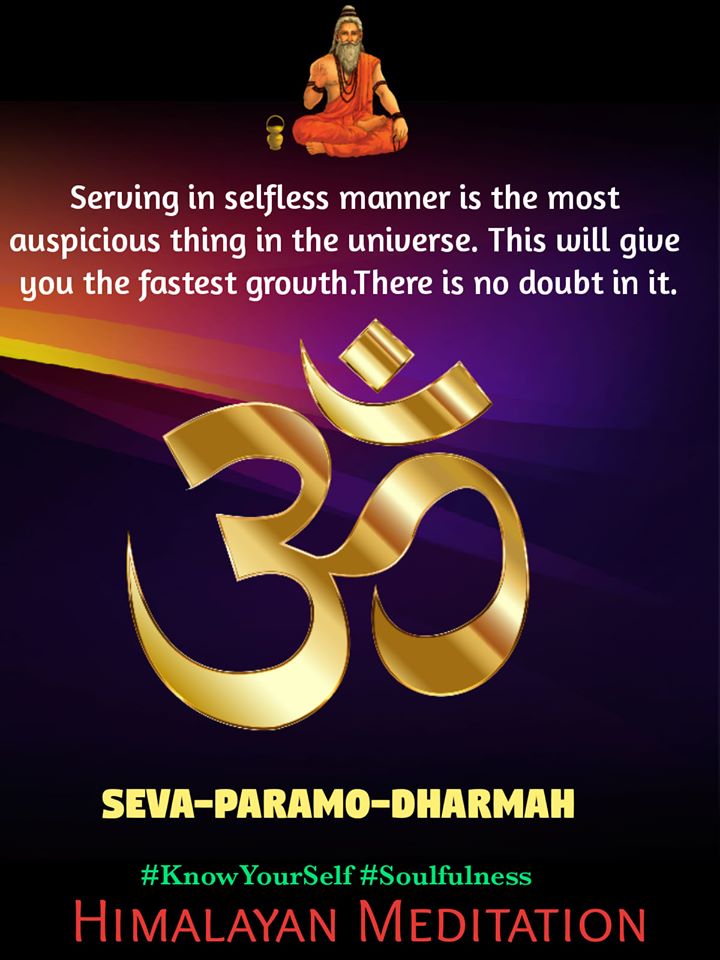 Serving in selfless manner is the most
auspicious thing in the universe. This will give
you the fastest growth.There is no doubt in it.
ॐ
SEVA-PARAMO-DHARMAH
#KnowYourSelf #Soulfulness
HIMALAYAN MEDITATION